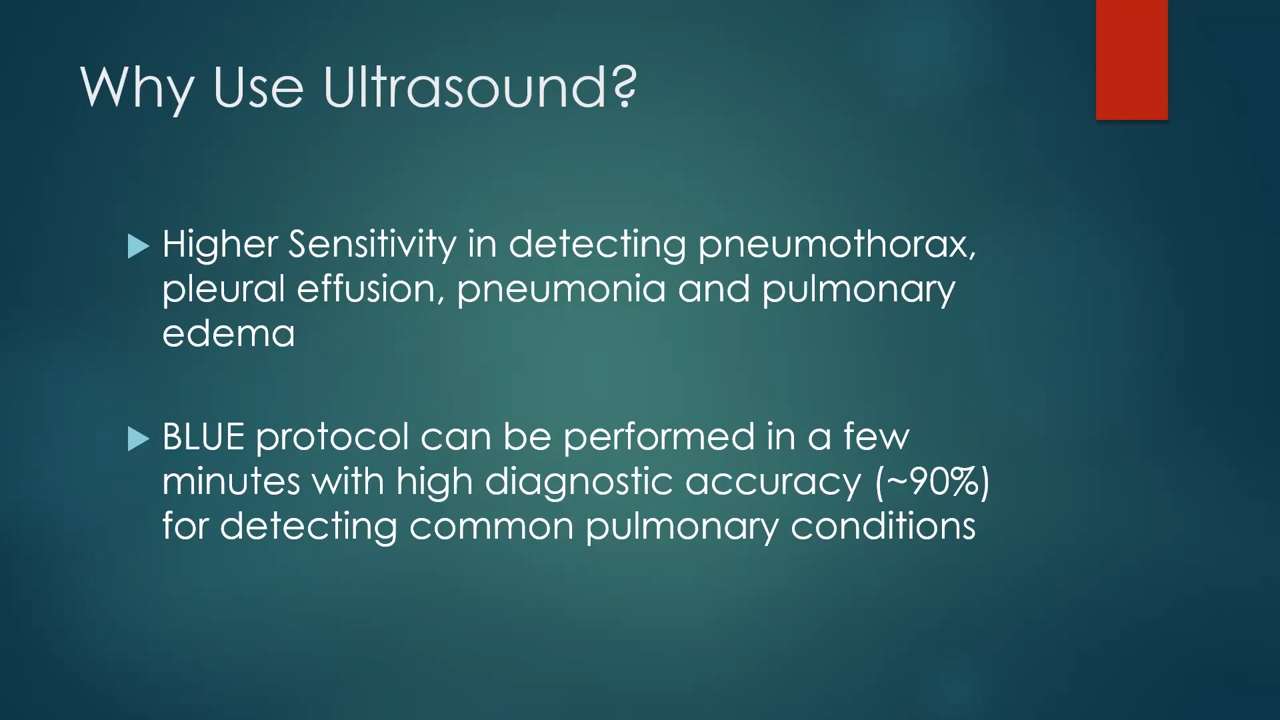 Why Use Ultrasound?
Higher Sensitivity in detecting pneumothorax,
pleural effusion, pneumonia and pulmonary
edema
BLUE protocol can be performed in a few
minutes with high diagnostic accuracy (~90%)
for detecting common pulmonary conditions